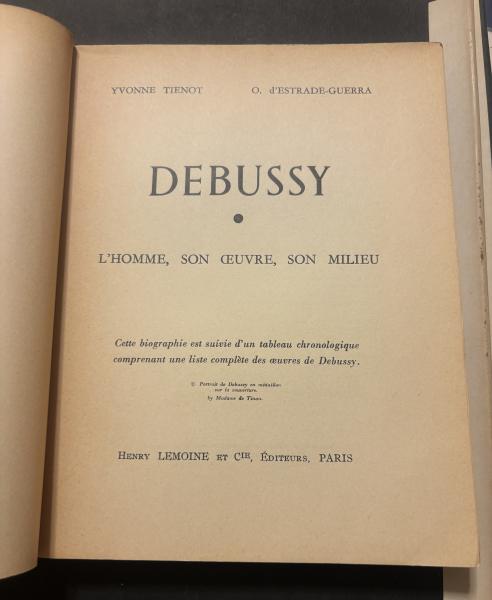 YVONNE TIENOT O. d'ESTRADE-GUERRA
DEBUSSY
L'HOMME, SON ŒUVRE, SON MILIEU
Cette biographie est suivie d'un tableau chronologique
comprenant une liste complète des œuvres de Debussy.
© Portrait de Debussy en médaillon
sur la couverture.
by Madame de Tinan.
HENRY LEMOINE ET CIE, ÉDITEURS, PARIS